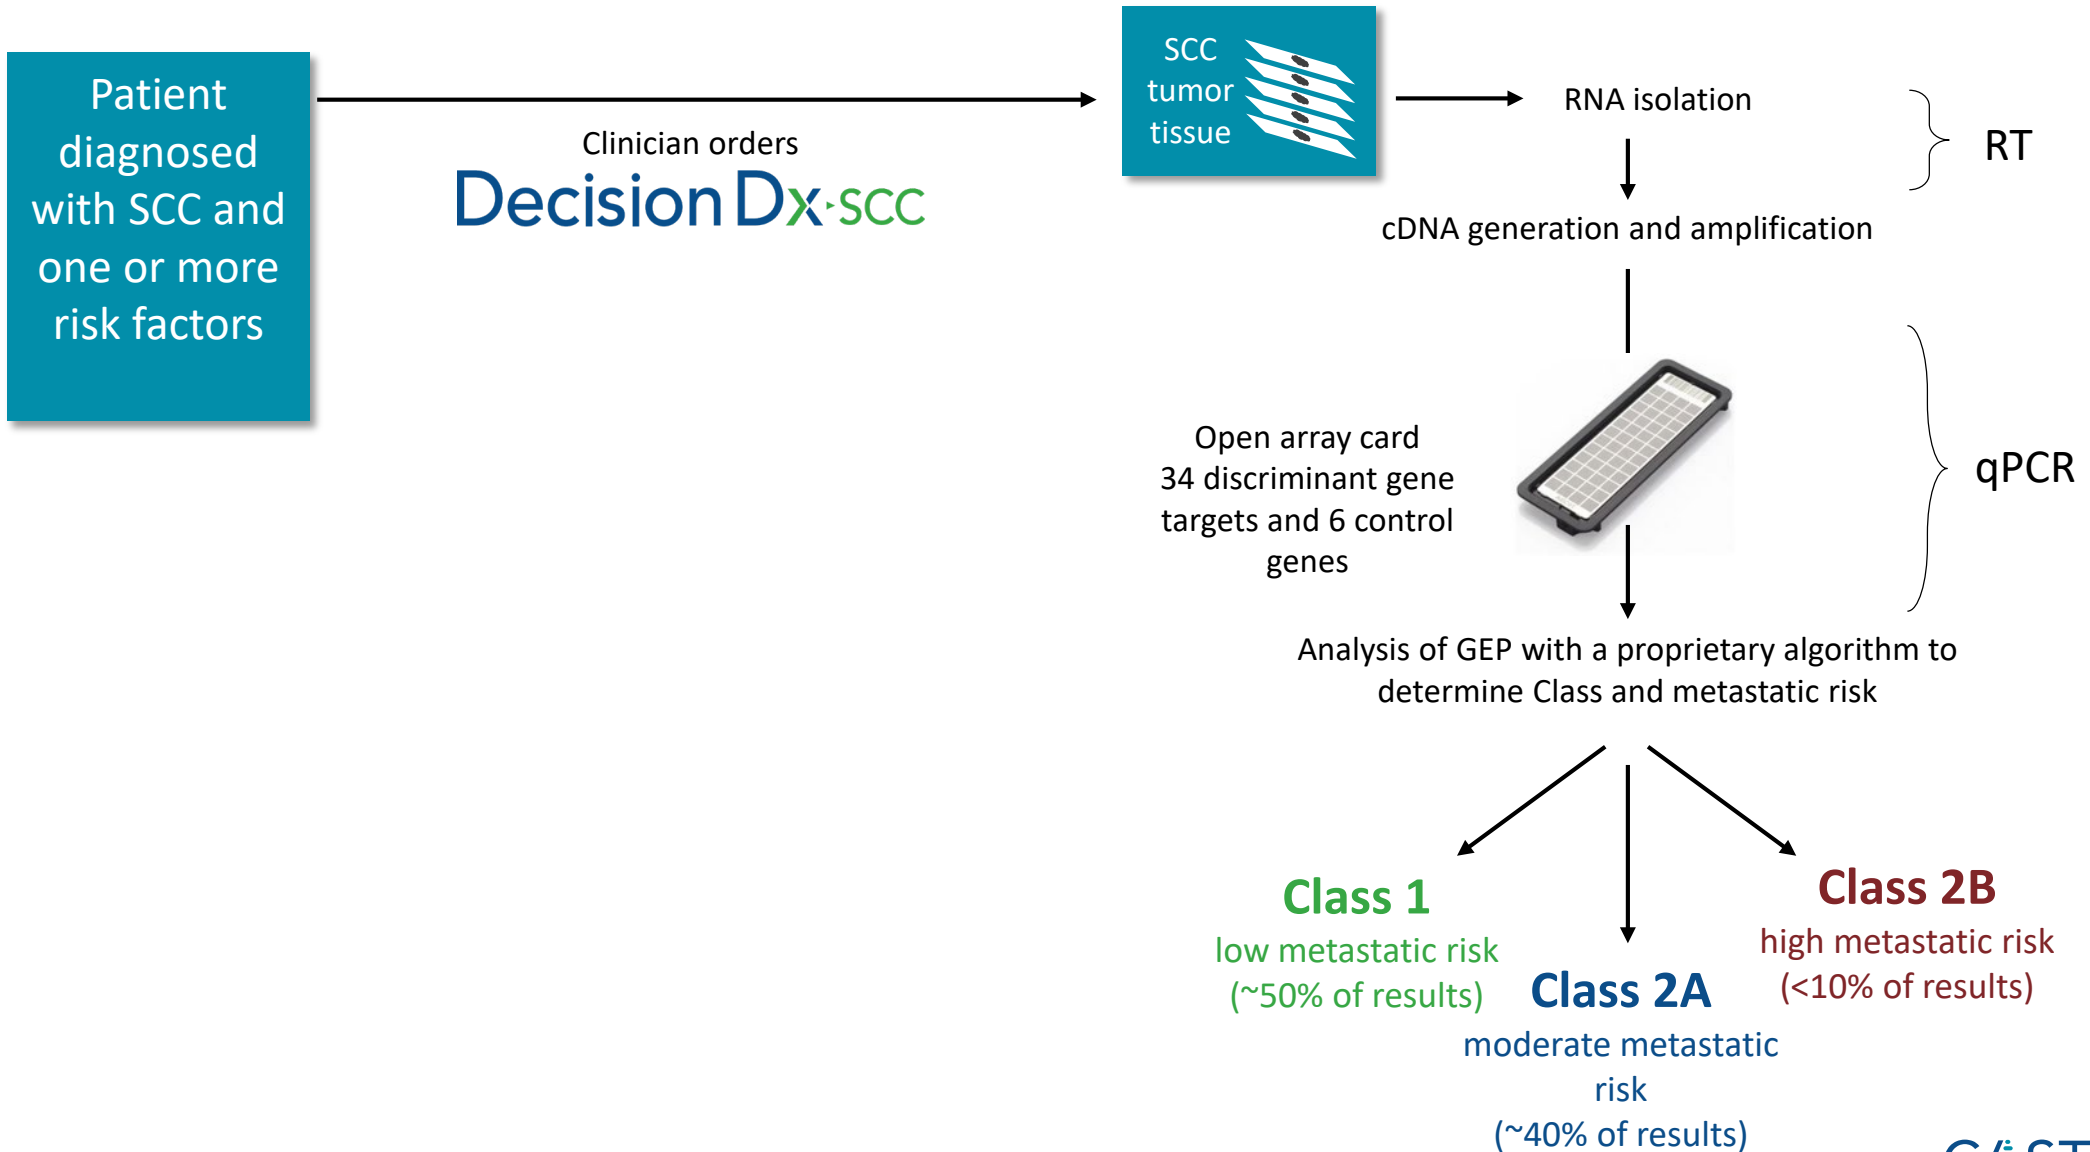 Patient
diagnosed
with SCC and
one or more
risk factors
Clinician orders
DecisionDx·SCC
SCC
tumor
tissue
RNA isolation
RT
cDNA generation and amplification
Open array card
34 discriminant gene
targets and 6 control
genes
qPCR
Analysis of GEP with a proprietary algorithm to
determine Class and metastatic risk
Class 1
low metastatic risk
(~50% of results)
Class 2A
moderate metastatic
risk
(~40% of results)
Class 2B
high metastatic risk
(<10% of results)